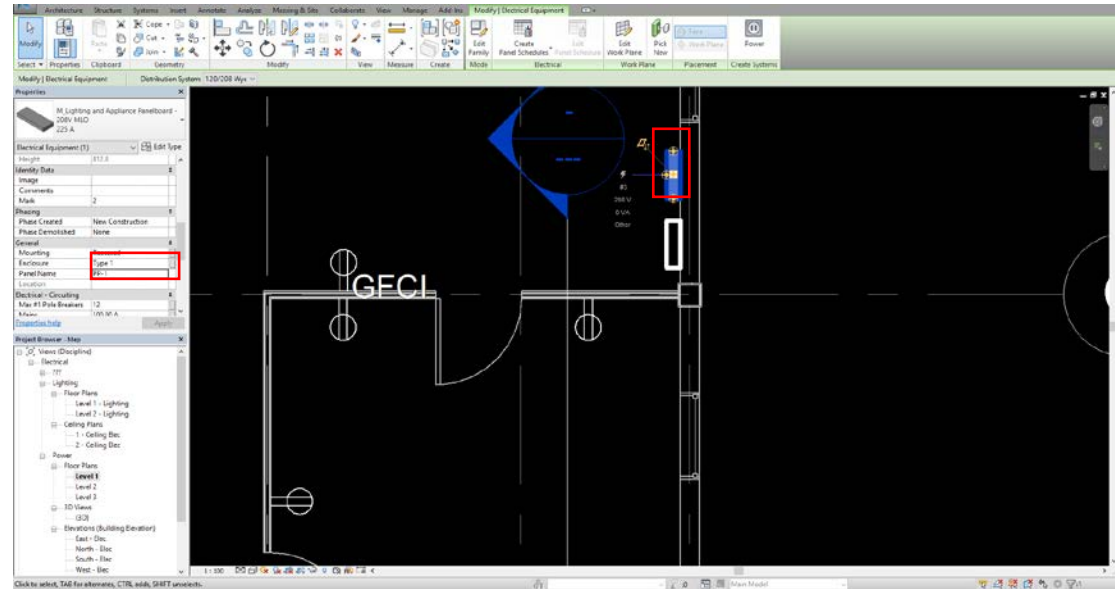 Architecture Structure Systems Insert Annotate Analyze Massing & Site Collaborate View Manage Add-Ins Modify | Electrical Equipment
Modify
Properties
Paste
Cope
Cut
Join
Edit Family
Create Panel Schedules
Edit
Edit Work Plane
Pick New
Face
Work Plane
Power
Select Properties Clipboard Geometry Modify View Measure Create Mode Electrical Work Plane Placement Create Systems
Modify | Electrical Equipment Distribution System: 120/208 Wye
Properties
M_Lighting and Appliance Panelboard -
208V MLO
225 A
Electrical Equipment (1) Edit Type
Height
Identity Data
Image
Comments
Mark 2
Phasing
Phase Created New Construction
Phase Demolished None
General
Mounting
Enclosure Type 1
Panel Name
Location
Electrical - Circuiting
Max #1 Pole Breakers 12
Mains
Properties help Apply
Project Browser - Map
Views (Discipline)
Electrical
???
Lighting
Floor Plans
Level 1 - Lighting
Level 2 - Lighting
Ceiling Plans
1 - Ceiling Elec
2 - Ceiling Elec
Power
Floor Plans
Level 1
Level 2
Level 3
3D Views
{3D}
Elevations (Building Elevation)
East - Elec
North - Elec
South - Elec
West - Elec
#3
0 VA
Other
GFCI
1 : 100
Click to select, TAB for alternates, CTRL adds, SHIFT unselects.
:0
Main Model